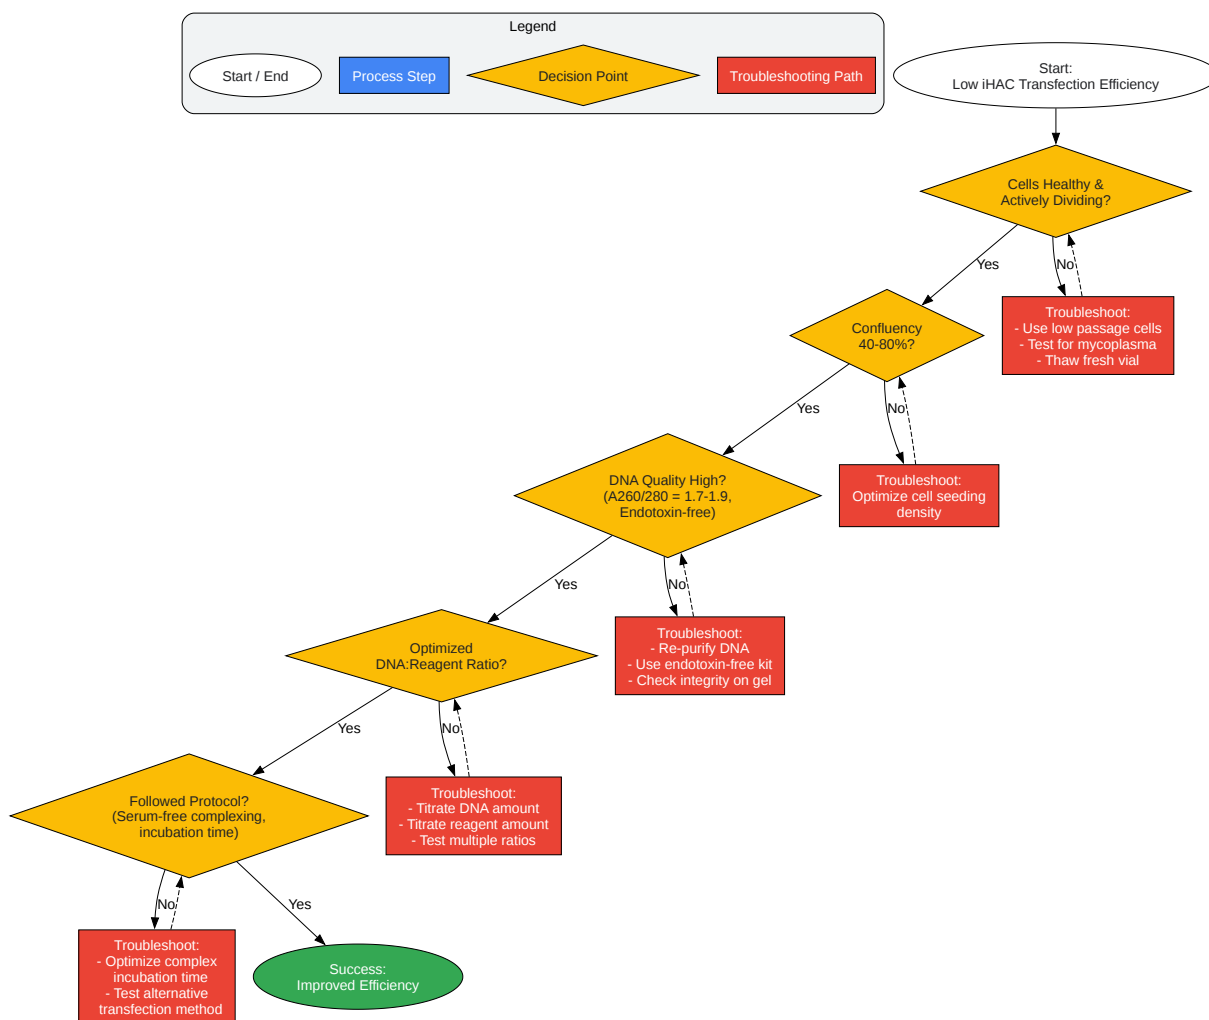 Legend
Start / End
Process Step
Decision Point
Troubleshooting Path
Start:
Low iHAC Transfection Efficiency
Cells Healthy &
Actively Dividing?
Yes
No
Troubleshoot:
- Use low passage cells
- Test for mycoplasma
- Thaw fresh vial
Confluency
40-80%?
Yes
No
Troubleshoot:
Optimize cell seeding
density
DNA Quality High?
(A260/280 = 1.7-1.9,
Endotoxin-free)
Yes
No
Troubleshoot:
- Re-purify DNA
- Use endotoxin-free kit
- Check integrity on gel
Optimized
DNA:Reagent Ratio?
Yes
No
Troubleshoot:
- Titrate DNA amount
- Titrate reagent amount
- Test multiple ratios
Followed Protocol?
(Serum-free complexing,
incubation time)
No
Yes
Troubleshoot:
- Optimize complex
incubation time
- Test alternative
transfection method
Success:
Improved Efficiency